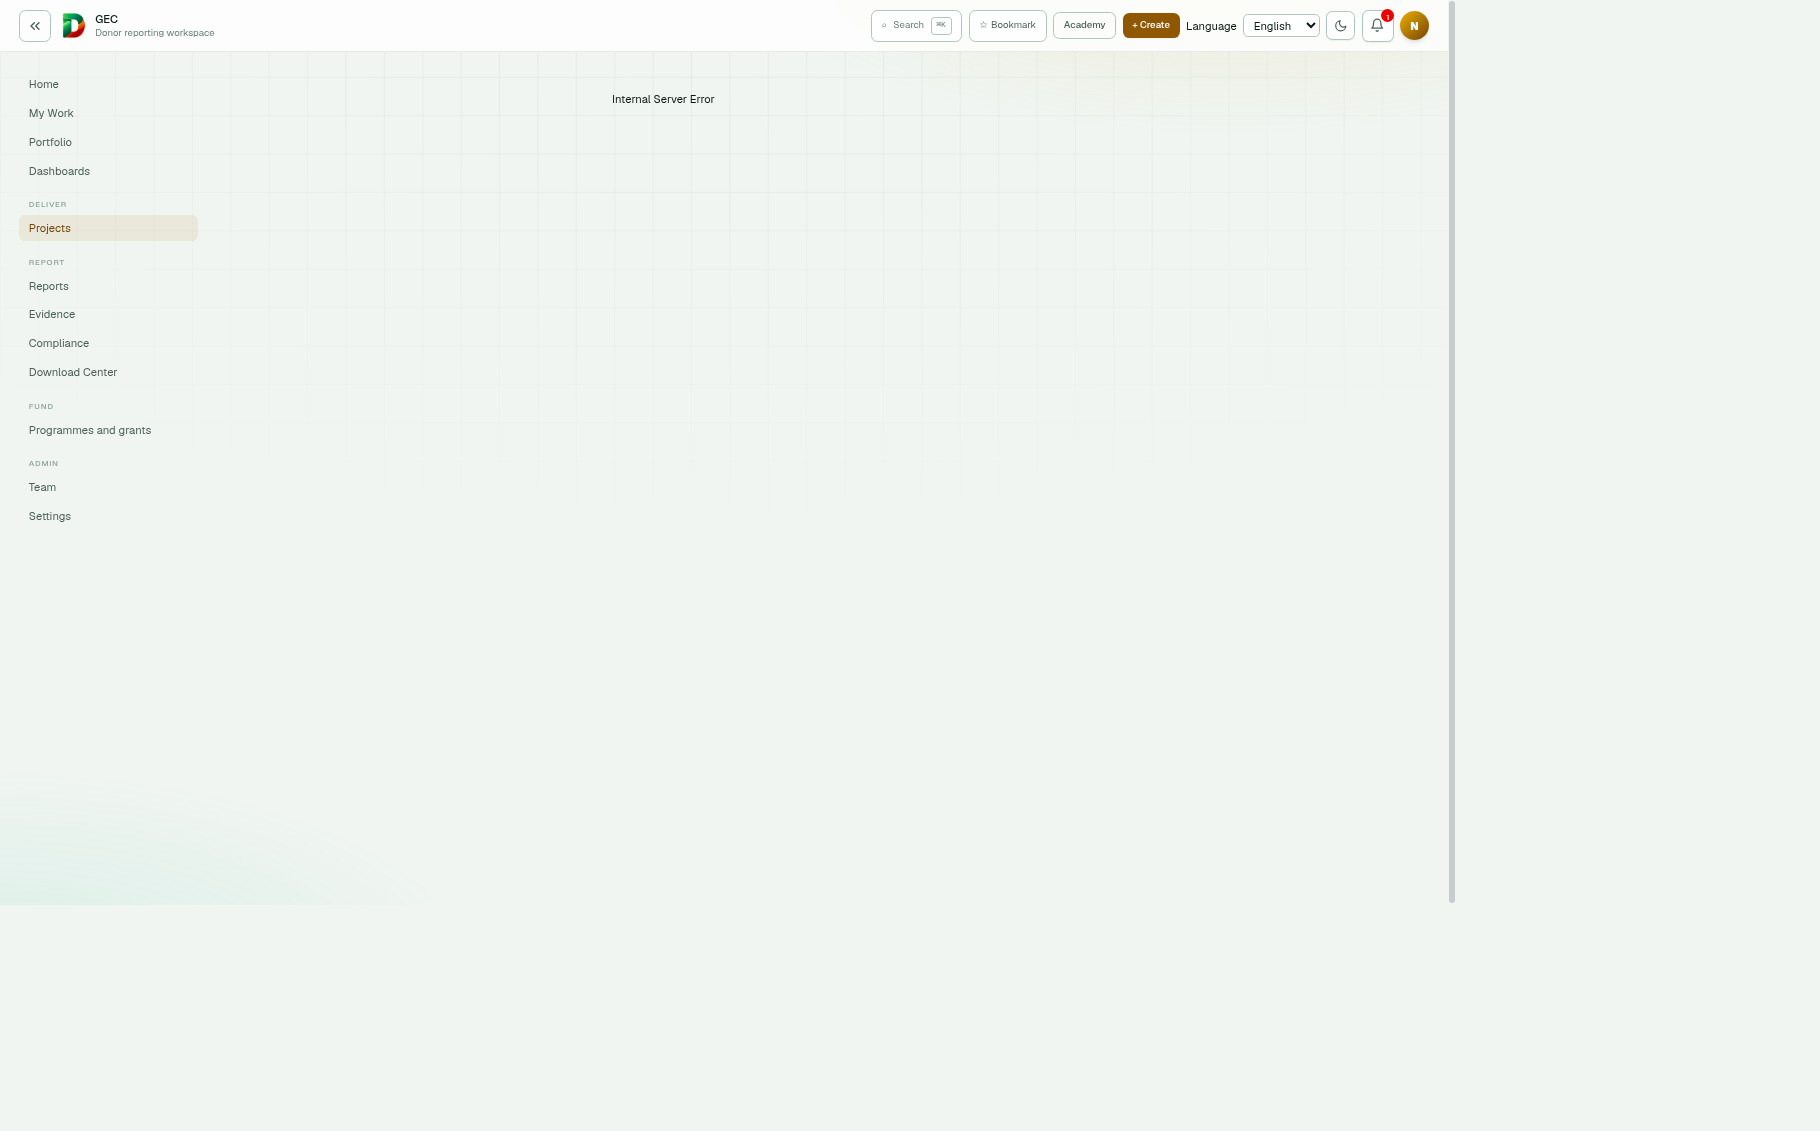 GEC
Donor reporting workspace
Search ⌘K
☆ Bookmark
Academy
+ Create
Language
English
1
N
Home
My Work
Portfolio
Dashboards
DELIVER
Projects
REPORT
Reports
Evidence
Compliance
Download Center
FUND
Programmes and grants
ADMIN
Team
Settings
Internal Server Error